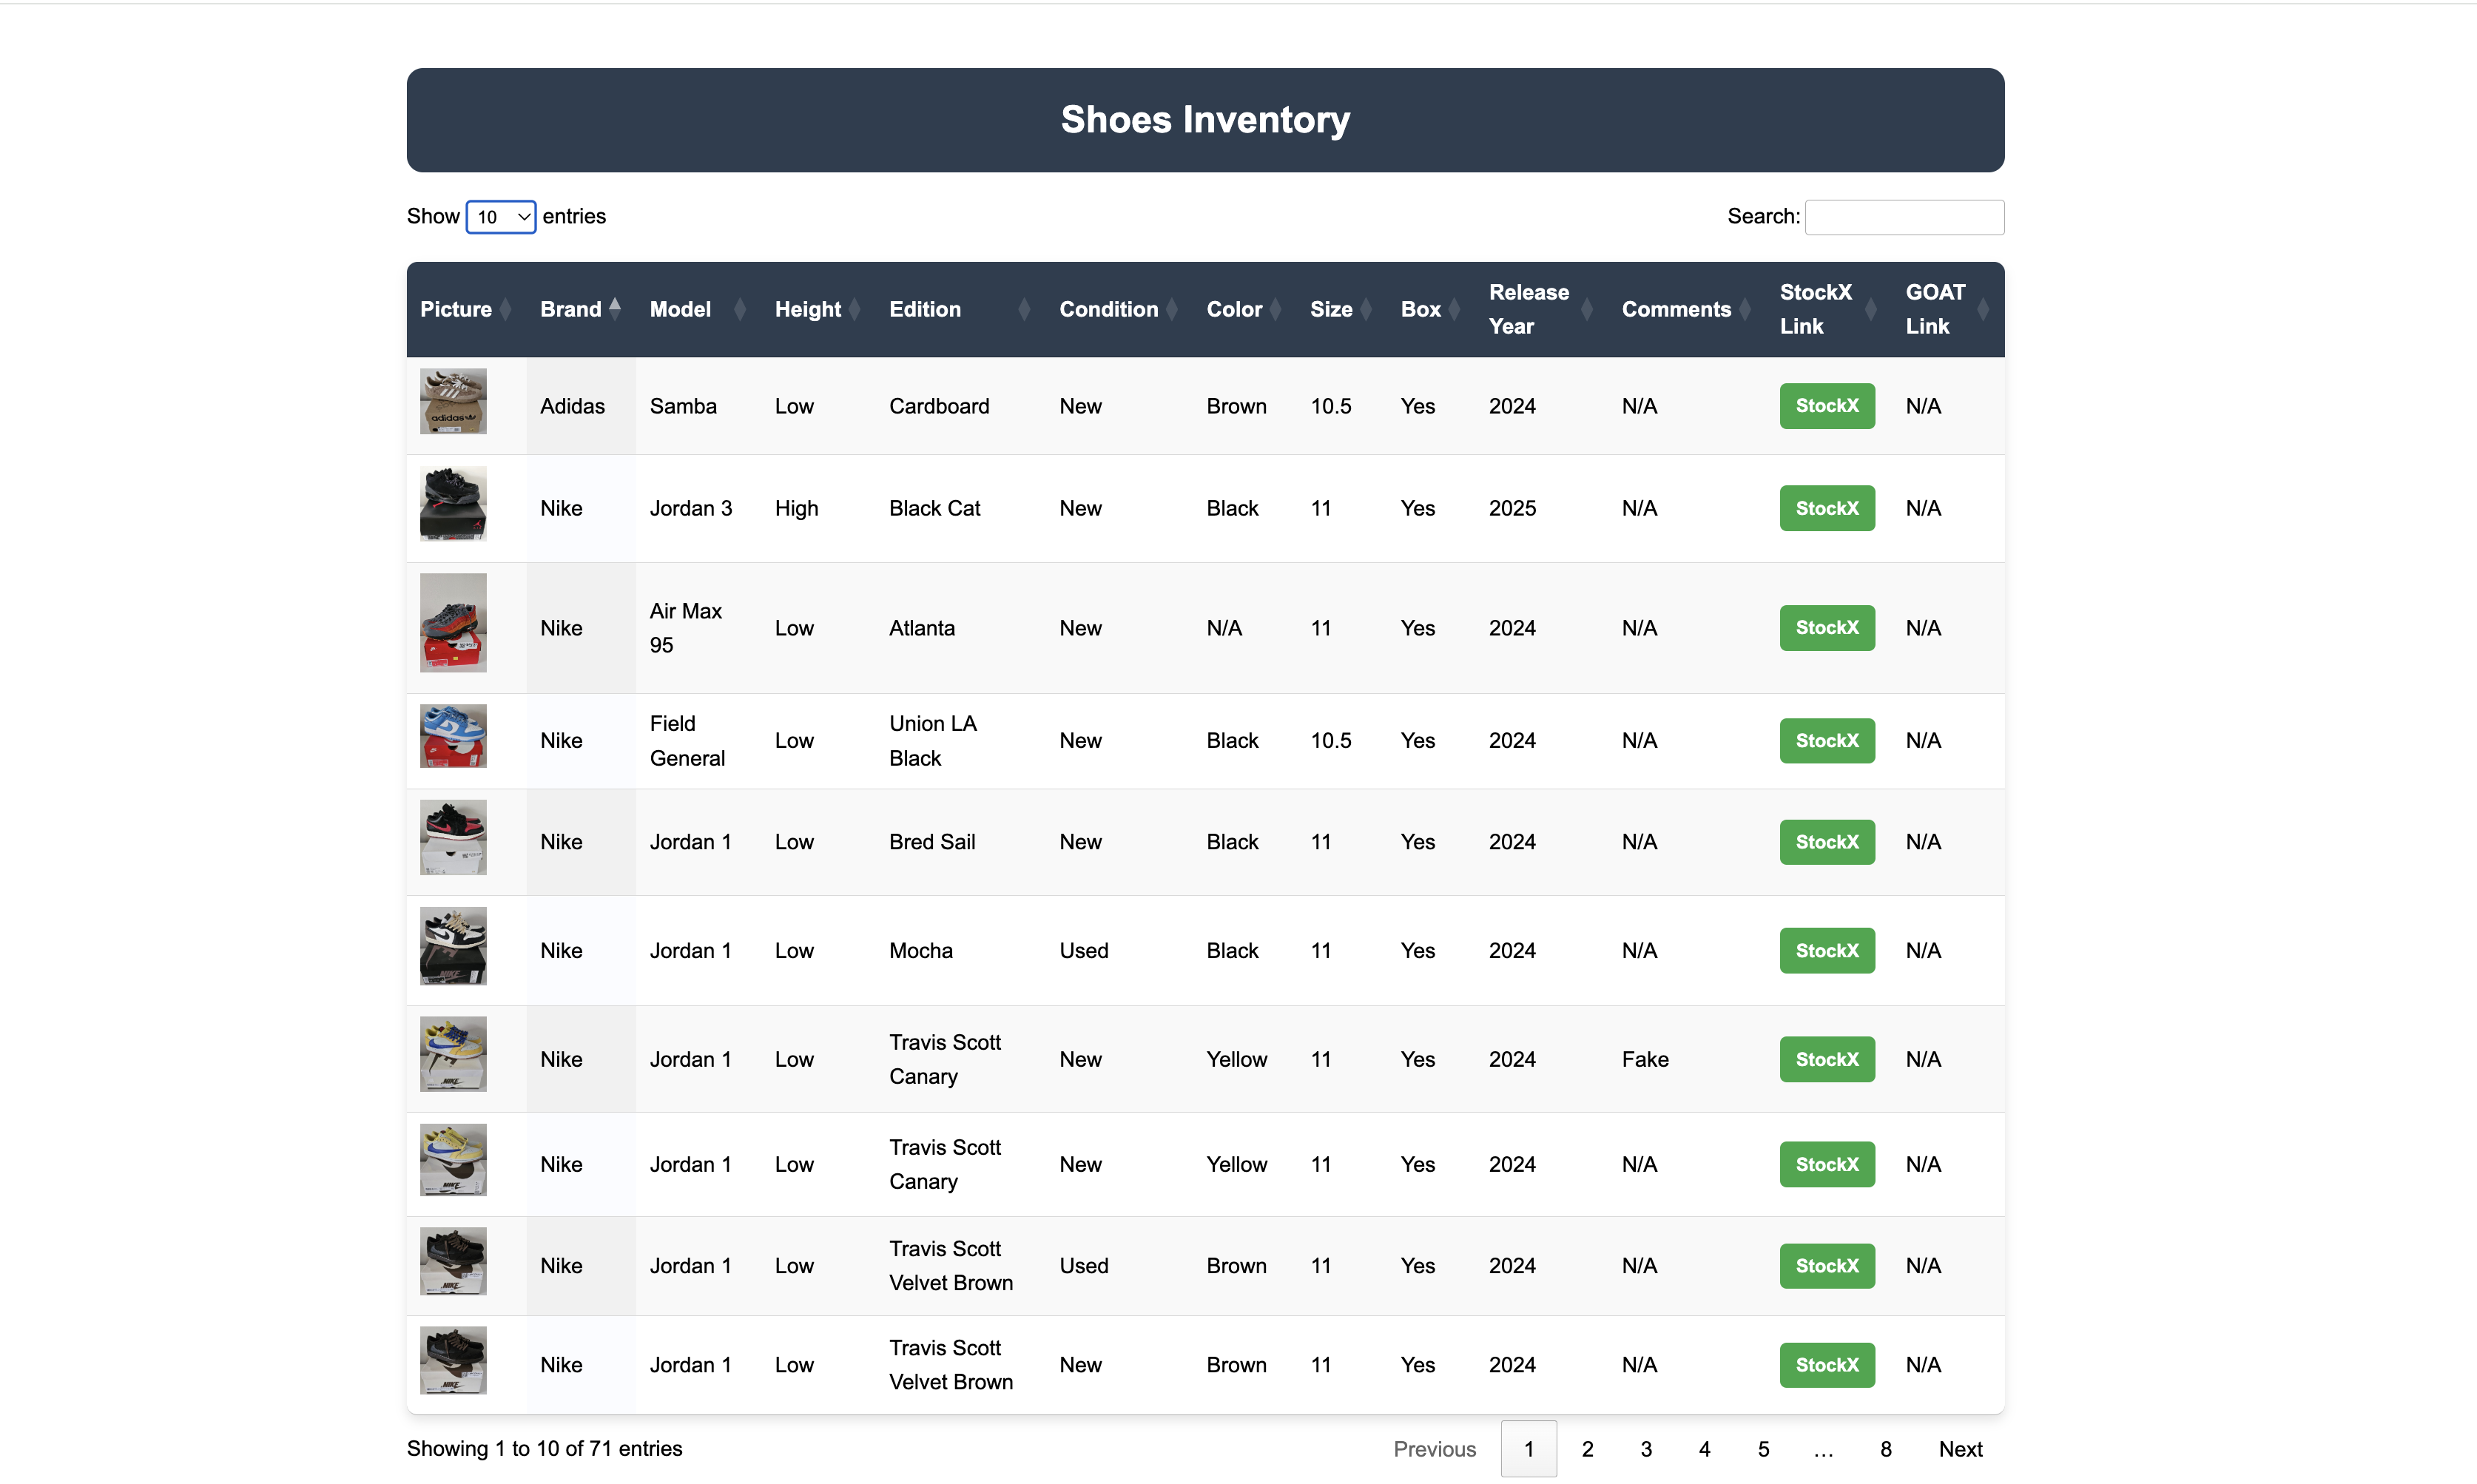 Shoes Inventory
Show 10 entries
Search:
Picture Brand Model Height Edition Condition Color Size Box Release Year Comments StockX Link GOAT Link
adidas
Adidas Samba Low Cardboard New Brown 10.5 Yes 2024 N/A StockX N/A
Nike Jordan 3 High Black Cat New Black 11 Yes 2025 N/A StockX N/A
Nike Air Max 95 Low Atlanta New N/A 11 Yes 2024 N/A StockX N/A
Nike Field General Low Union LA Black New Black 10.5 Yes 2024 N/A StockX N/A
Nike Jordan 1 Low Bred Sail New Black 11 Yes 2024 N/A StockX N/A
NIKE
Nike Jordan 1 Low Mocha Used Black 11 Yes 2024 N/A StockX N/A
NIKE
Nike Jordan 1 Low Travis Scott Canary New Yellow 11 Yes 2024 Fake StockX N/A
NIKE
Nike Jordan 1 Low Travis Scott Canary New Yellow 11 Yes 2024 N/A StockX N/A
NIKE
Nike Jordan 1 Low Travis Scott Velvet Brown Used Brown 11 Yes 2024 N/A StockX N/A
NIKE
Nike Jordan 1 Low Travis Scott Velvet Brown New Brown 11 Yes 2024 N/A StockX N/A
NIKE
Showing 1 to 10 of 71 entries
Previous 1 2 3 4 5 … 8 Next